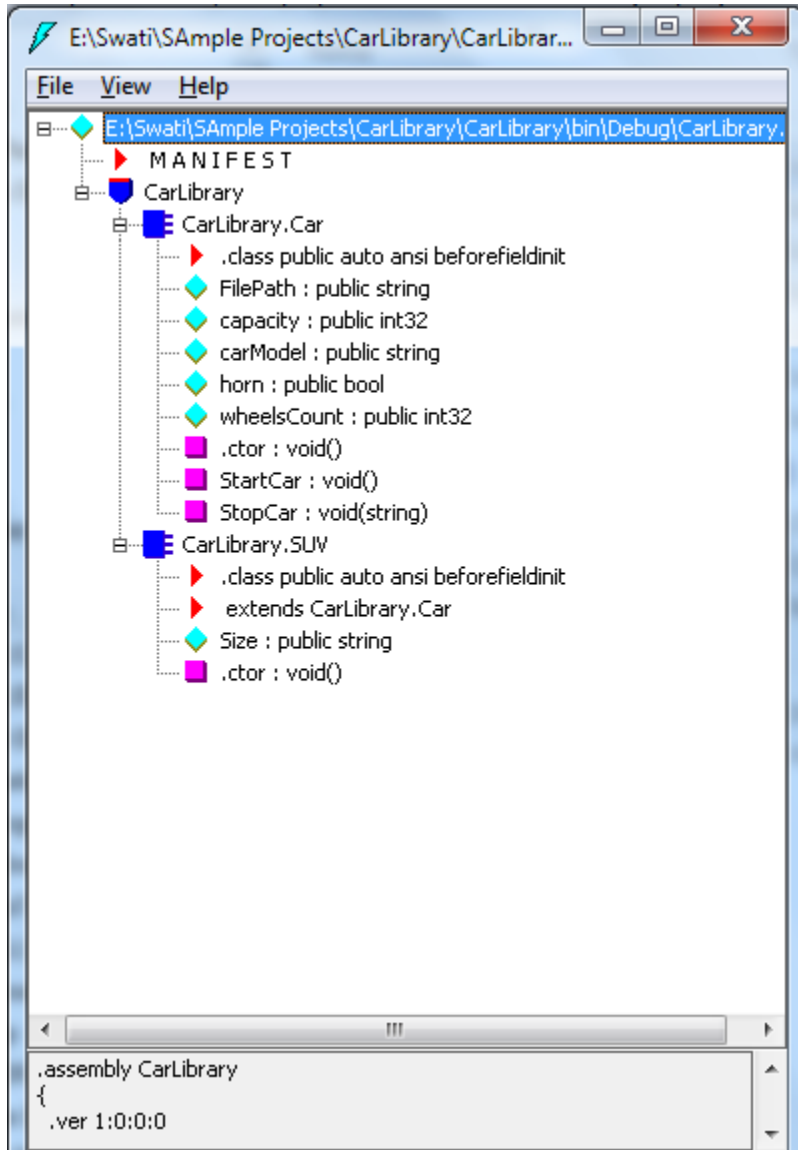 E:\Swati\SAmple Projects\CarLibrary\CarLibrar...
File View Help
E:\Swati\SAmple Projects\CarLibrary\CarLibrary\bin\Debug\CarLibrary.
M A N I F E S T
CarLibrary
CarLibrary.Car
.class public auto ansi beforefieldinit
FilePath : public string
capacity : public int32
carModel : public string
horn : public bool
wheelsCount : public int32
.ctor : void()
StartCar : void()
StopCar : void(string)
CarLibrary.SUV
.class public auto ansi beforefieldinit
extends CarLibrary.Car
Size : public string
.ctor : void()
.assembly CarLibrary
{
.ver 1:0:0:0